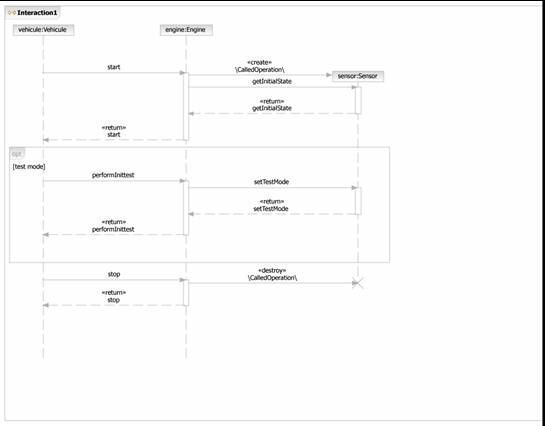 Interaction1
vehicule:Vehicule
engine:Engine
«create»
start
\CalledOperation\
sensor:Sensor
getInitialState
«return»
getInitialState
«return»
start
opt
[test mode]
performInittest
setTestMode
«return»
setTestMode
«return»
performInittest
«destroy»
stop
\CalledOperation\
«return»
stop